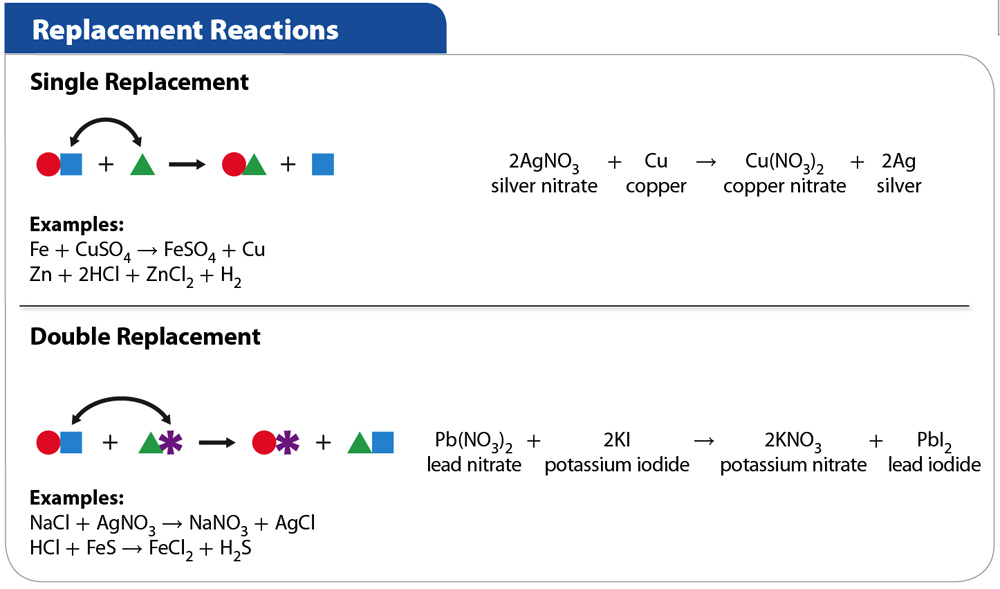 Replacement Reactions
Single Replacement
+ → +
2AgNO₃ + Cu → Cu(NO₃)₂ + 2Ag
silver nitrate copper copper nitrate silver
Examples:
Fe + CuSO₄ → FeSO₄ + Cu
Zn + 2HCl + ZnCl₂ + H₂
Double Replacement
+ → +
Pb(NO₃)₂ + 2KI → 2KNO₃ + PbI₂
lead nitrate potassium iodide potassium nitrate lead iodide
Examples:
NaCl + AgNO₃ → NaNO₃ + AgCl
HCl + FeS → FeCl₂ + H₂S